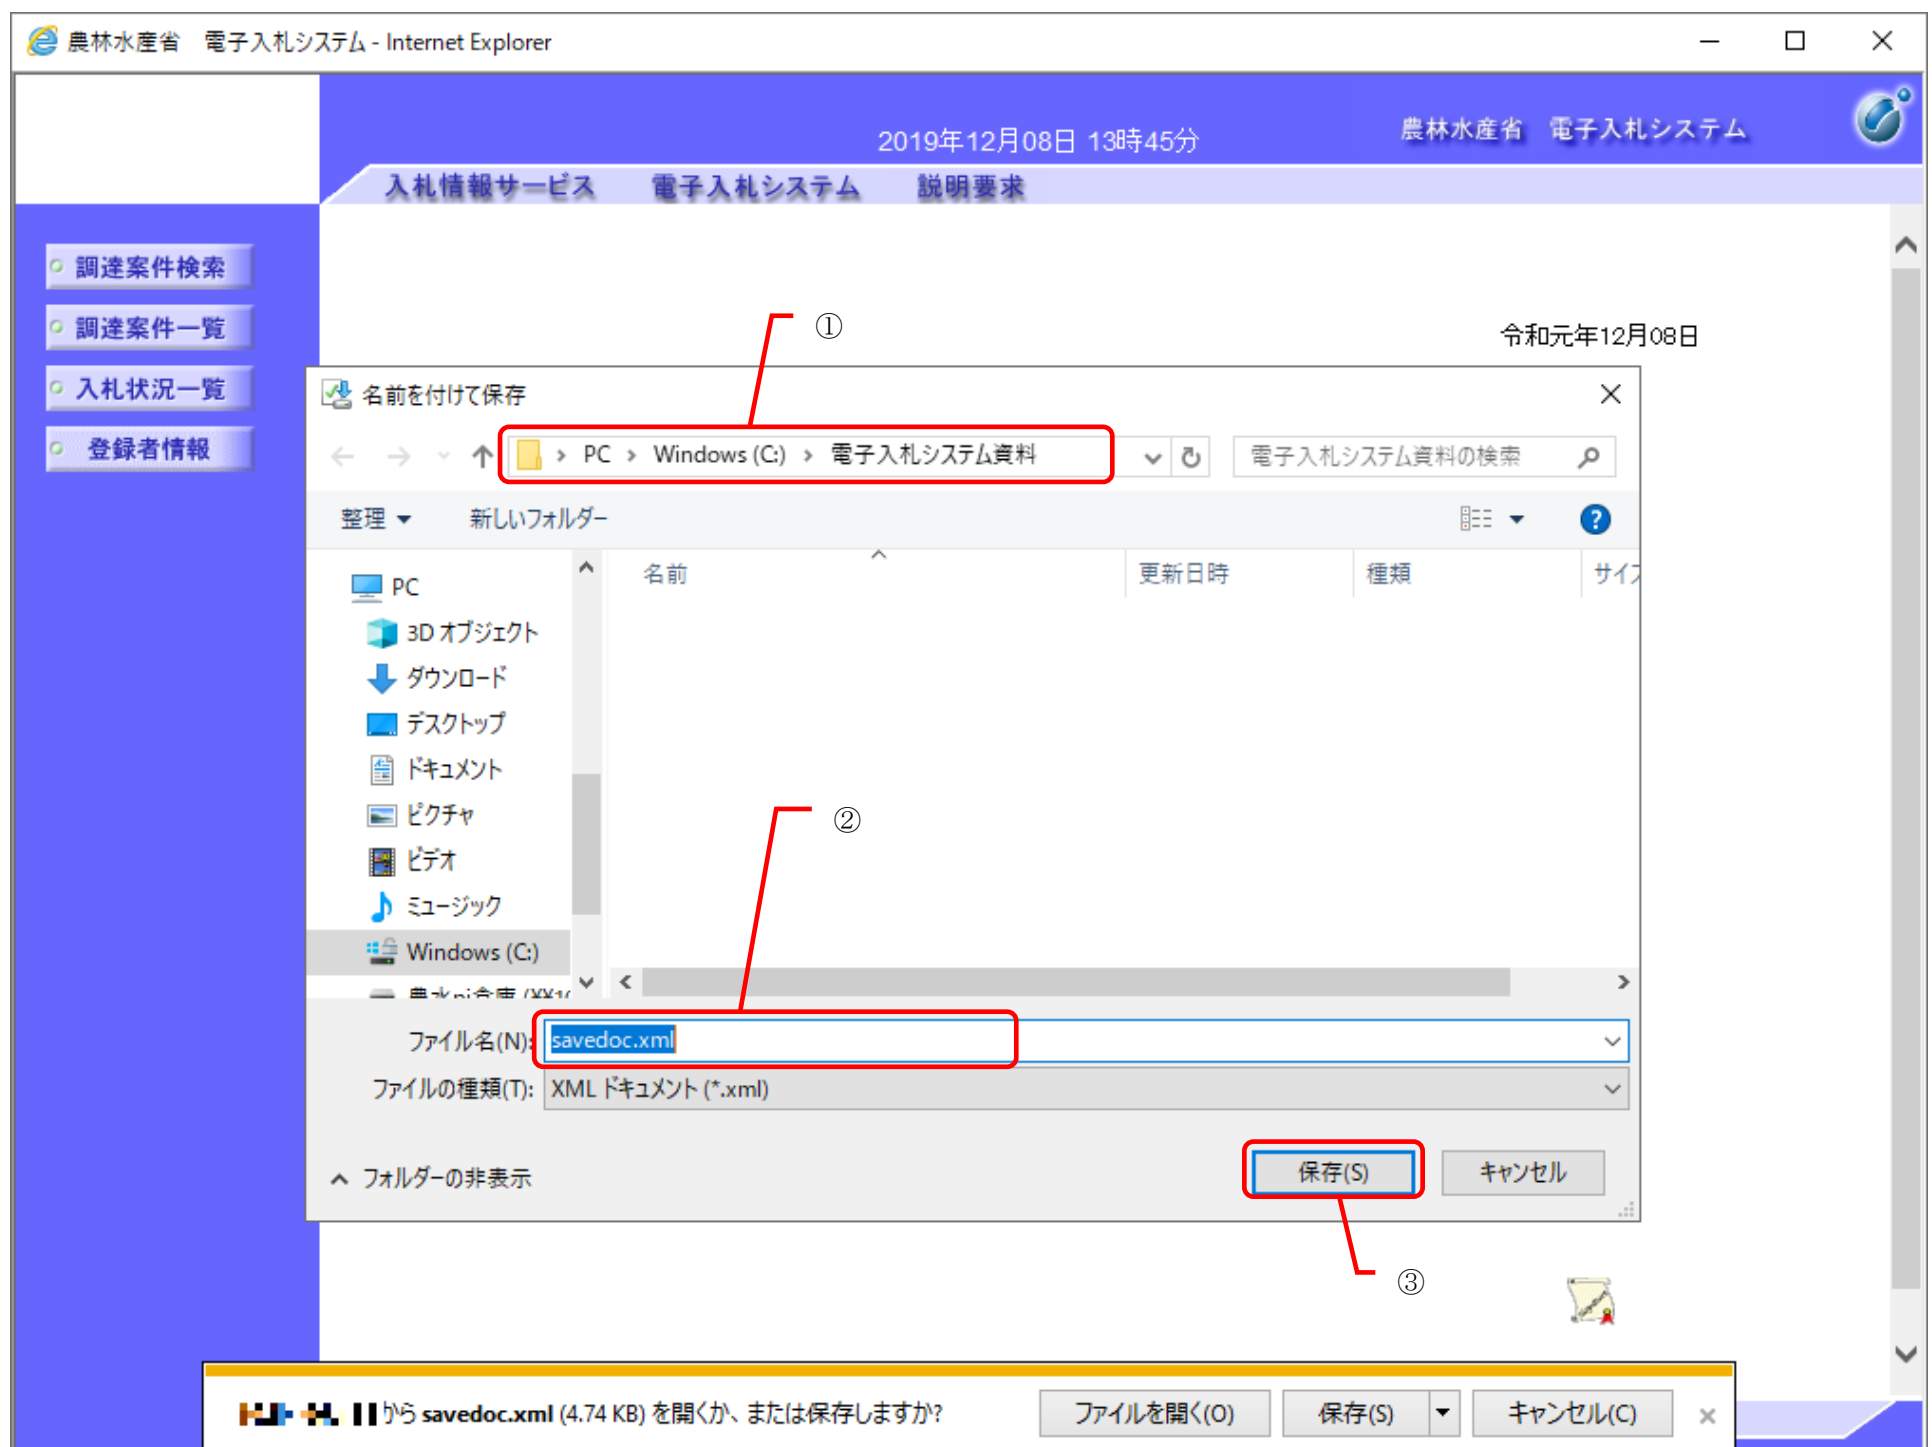 農林水産省　電子入札システム - Internet Explorer
2019年12月08日 13時45分
農林水産省　電子入札システム
入札情報サービス　電子入札システム　説明要求
調達案件検索
調達案件一覧
入札状況一覧
登録者情報
①
令和元年12月08日
名前を付けて保存
PC › Windows (C:) › 電子入札システム資料
電子入札システム資料の検索
整理　新しいフォルダー
名前　更新日時　種類　サイズ
PC
3D オブジェクト
ダウンロード
デスクトップ
ドキュメント
ピクチャ
②
ビデオ
ミュージック
Windows (C:)
ファイル名(N): savedoc.xml
ファイルの種類(T): XML ドキュメント (*.xml)
フォルダーの非表示
保存(S)　キャンセル
③
から savedoc.xml (4.74 KB) を開くか、または保存しますか?
ファイルを開く(O)　保存(S)　キャンセル(C)　×